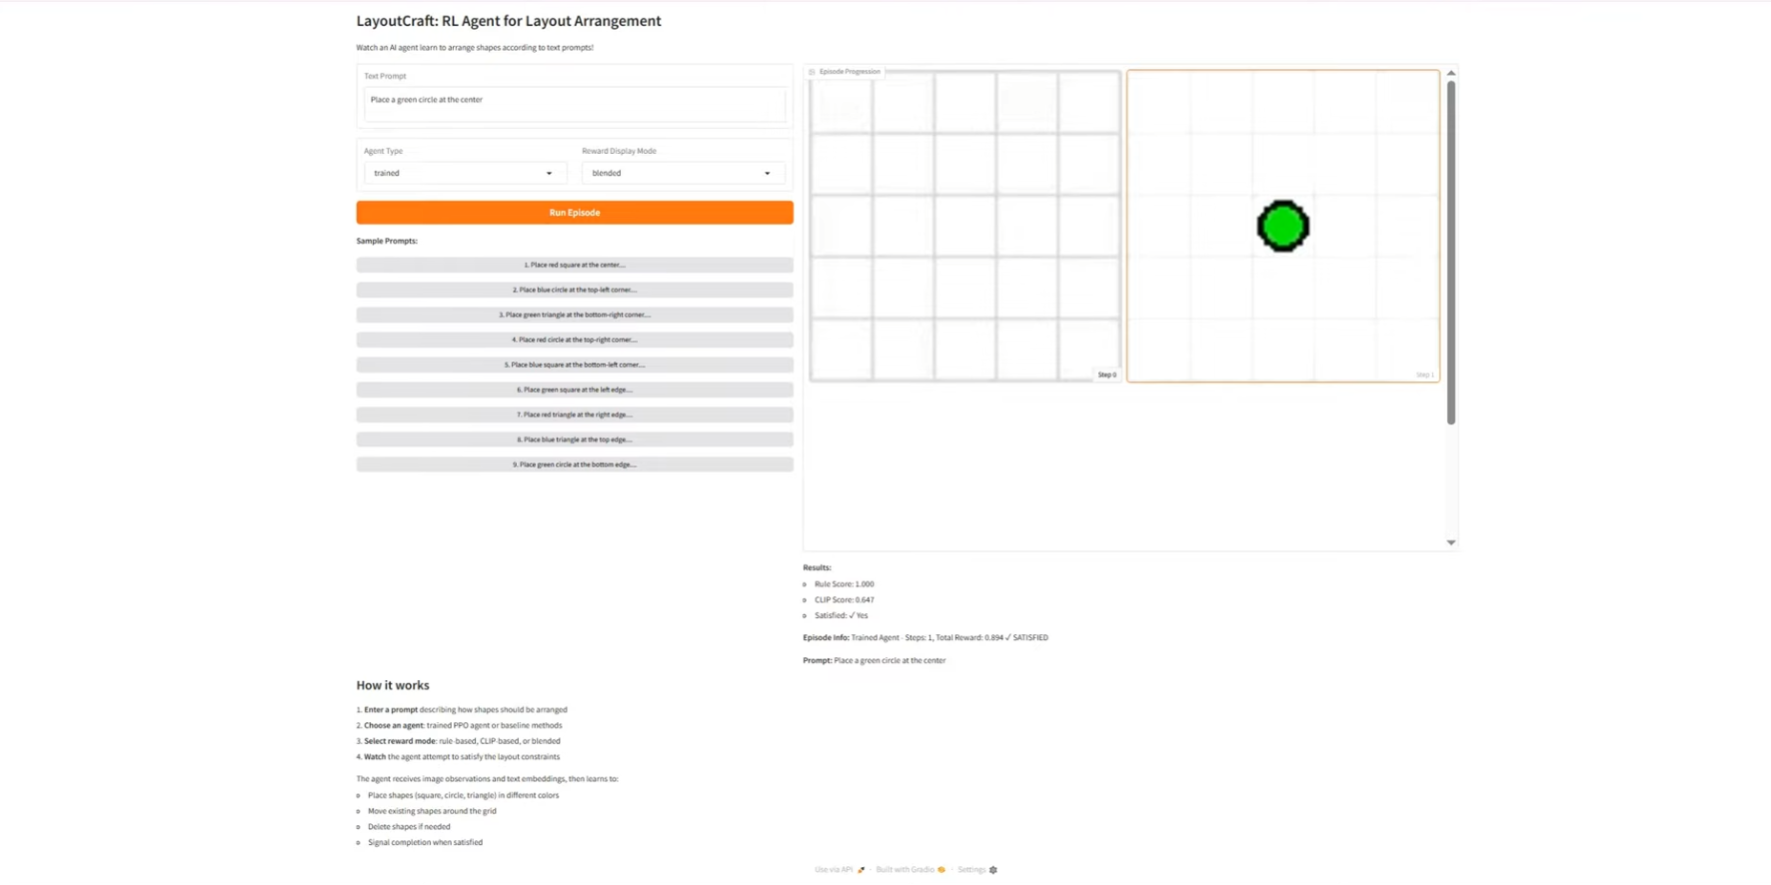 LayoutCraft: RL Agent for Layout Arrangement
Watch an AI agent learn to arrange shapes according to text prompts!
Text Prompt
Place a green circle at the center
Agent Type
trained
Reward Display Mode
blended
Run Episode
Sample Prompts:
1. Place red square at the center...
2. Place blue circle at the top-left corner...
3. Place green triangle at the bottom-right corner...
4. Place red circle at the top-right corner...
5. Place blue square at the bottom-left corner...
6. Place green square at the left edge...
7. Place red triangle at the right edge...
8. Place blue triangle at the top edge...
9. Place green circle at the bottom edge...
Episode Progression
Step 0
Step 1
Results:
Rule Score: 1.000
CLIP Score: 0.647
Satisfied: ✓ Yes
Episode Info: Trained Agent - Steps: 1, Total Reward: 0.894 ✓ SATISFIED
Prompt: Place a green circle at the center
How it works
1. Enter a prompt describing how shapes should be arranged
2. Choose an agent: trained PPO agent or baseline methods
3. Select reward mode: rule-based, CLIP-based, or blended
4. Watch the agent attempt to satisfy the layout constraints
The agent receives image observations and text embeddings, then learns to:
Place shapes (square, circle, triangle) in different colors
Move existing shapes around the grid
Delete shapes if needed
Signal completion when satisfied
Use via API · Built with Gradio · Settings